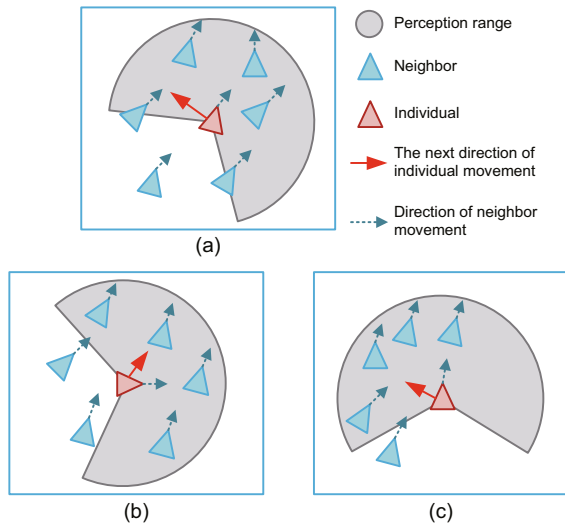 Perception range
Neighbor
Individual
The next direction of
individual movement
Direction of neighbor
movement
(a)
(b)
(c)